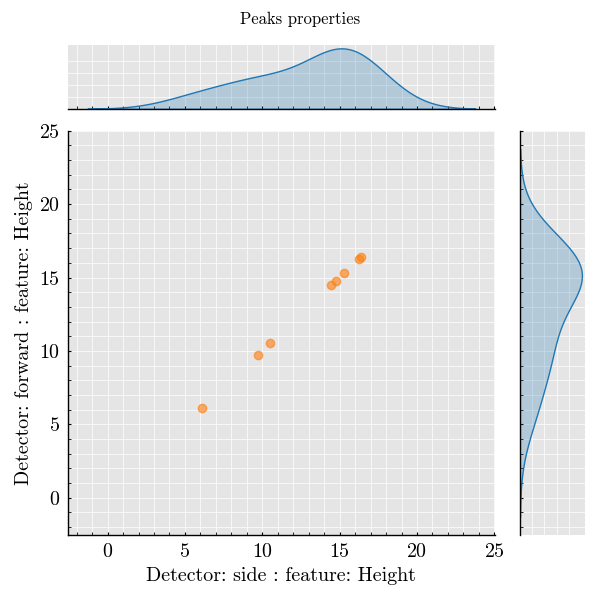 Peaks properties
25
20
15
10
5
0
Detector: forward : feature: Height
0 5 10 15 20 25
Detector: side : feature: Height